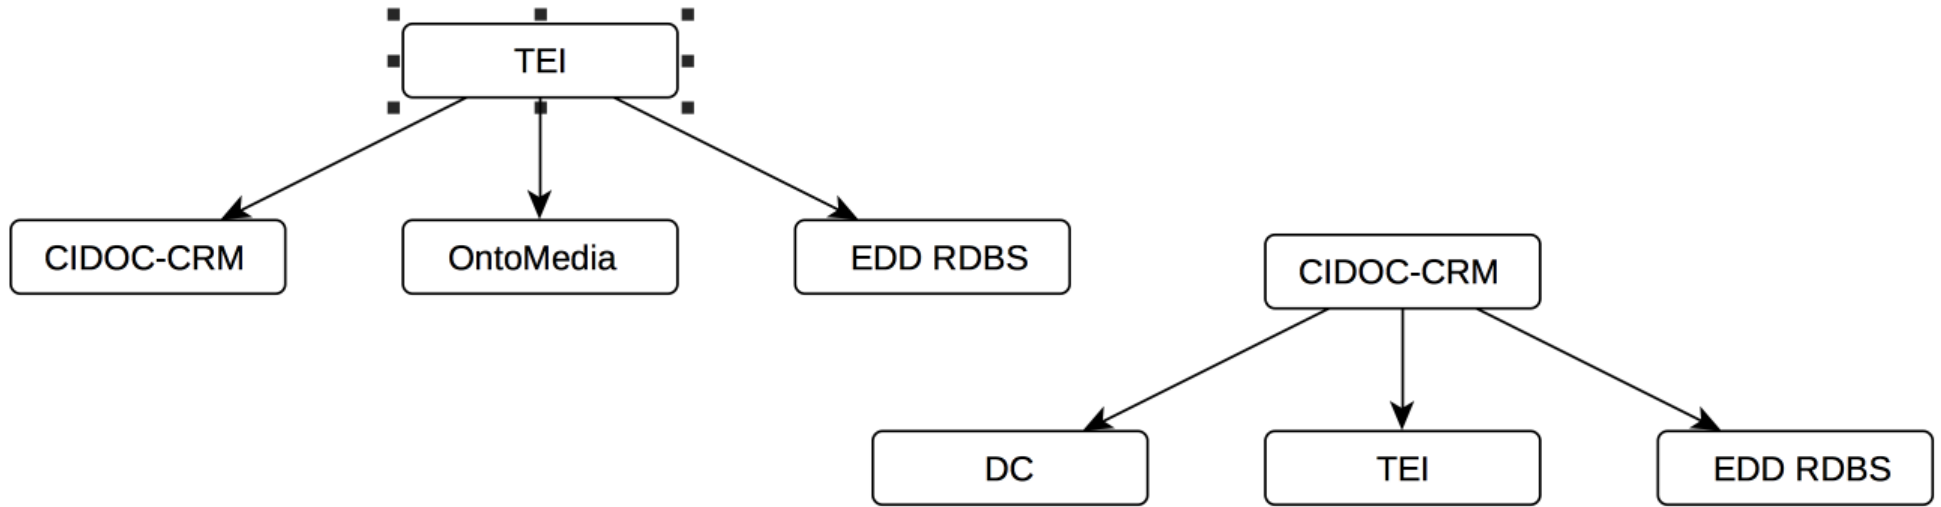 TEI
CIDOC-CRM
OntoMedia
EDD RDBS
CIDOC-CRM
DC
TEI
EDD RDBS